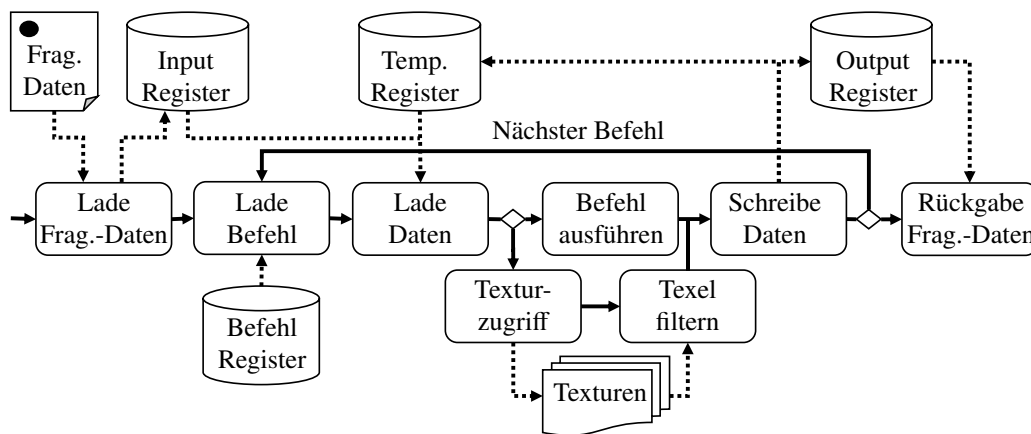 Frag.
Daten
Input
Register
Temp.
Register
Output
Register
Nächster Befehl
Lade
Frag.-Daten
Lade
Befehl
Lade
Daten
Befehl
ausführen
Schreibe
Daten
Rückgabe
Frag.-Daten
Befehl
Register
Textur-
zugriff
Texel
filtern
Texturen